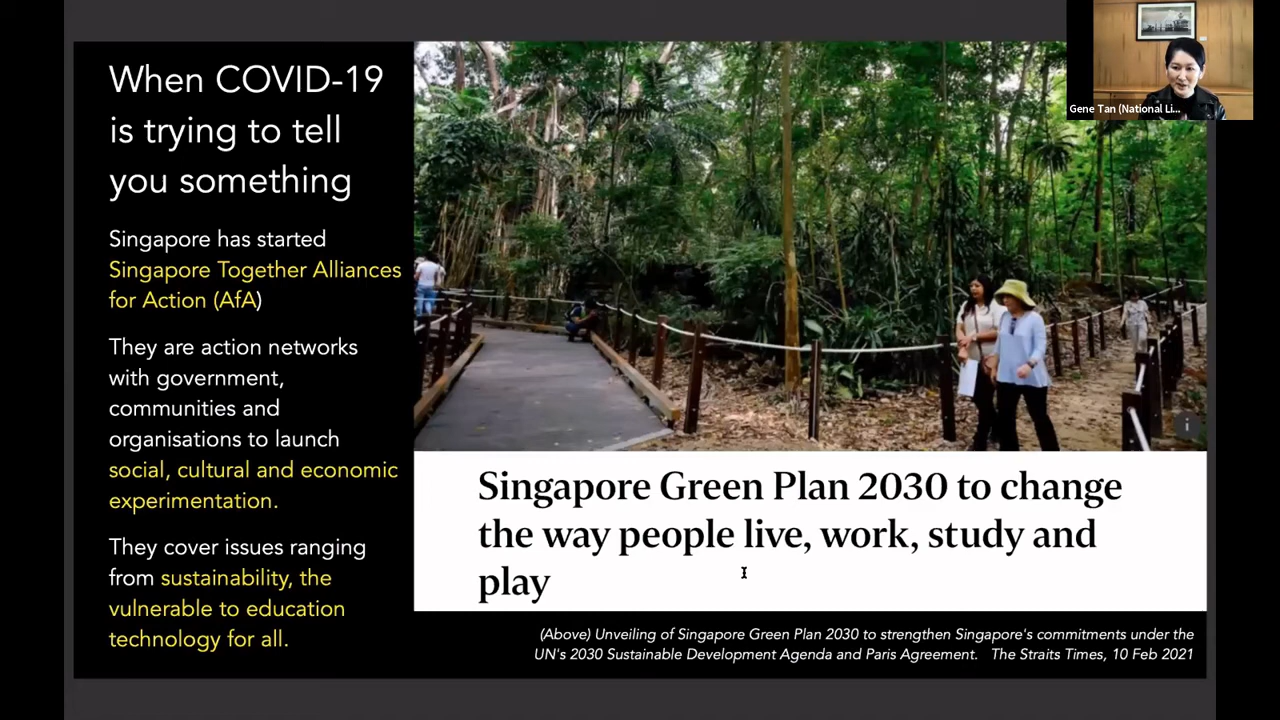 When COVID-19
is trying to tell
you something
Singapore has started
Singapore Together Alliances
for Action (AfA)
They are action networks
with government,
communities and
organisations to launch
social, cultural and economic
experimentation.
They cover issues ranging
from sustainability, the
vulnerable to education
technology for all.
Gene Tan (National Li...
i
Singapore Green Plan 2030 to change
the way people live, work, study and
play
(Above) Unveiling of Singapore Green Plan 2030 to strengthen Singapore's commitments under the
UN's 2030 Sustainable Development Agenda and Paris Agreement. The Straits Times, 10 Feb 2021